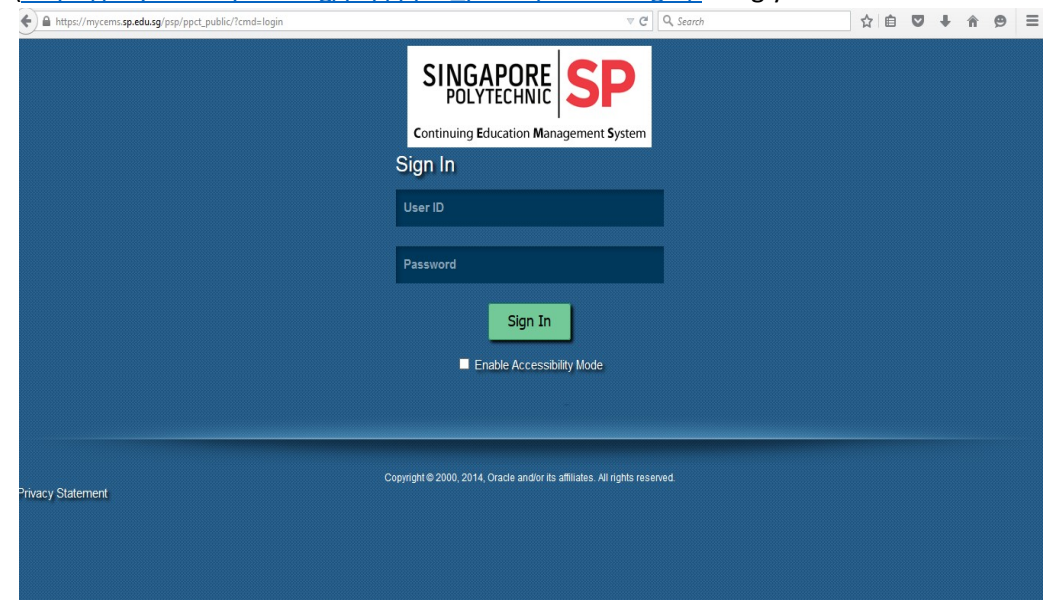 https://mycems.sp.edu.sg/psp/ppct_public/?cmd=login
Search
SINGAPORE
POLYTECHNIC
SP
Continuing Education Management System
Sign In
User ID
Password
Sign In
Enable Accessibility Mode
Copyright © 2000, 2014, Oracle and/or its affiliates. All rights reserved.
Privacy Statement